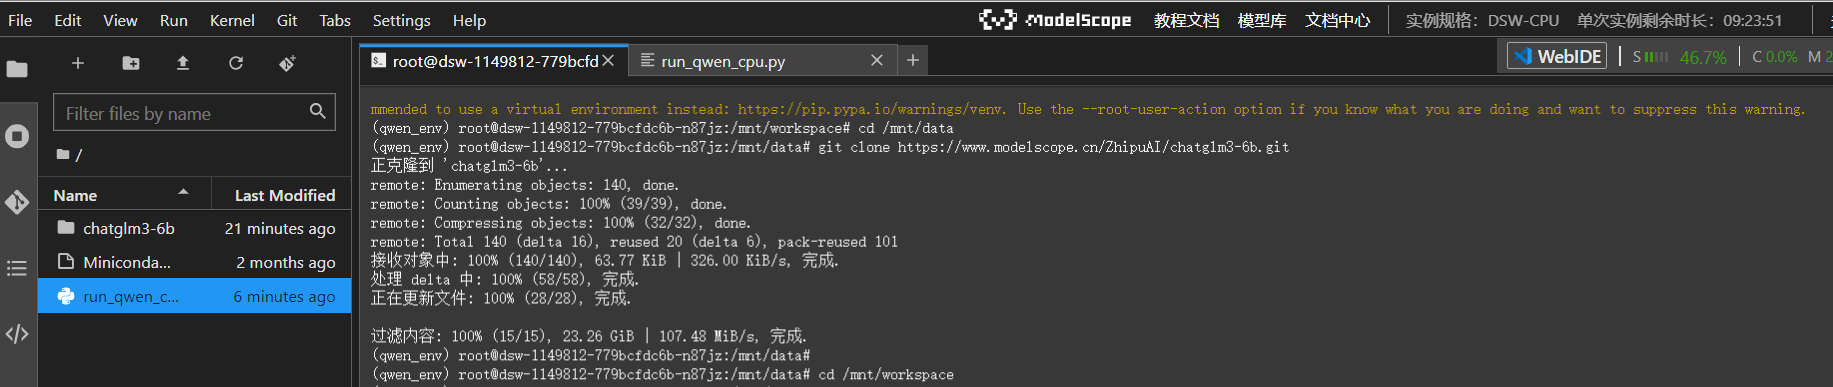 File Edit View Run Kernel Git Tabs Settings Help
ModelScope 教程文档 模型库 文档中心 实例规格：DSW-CPU 单次实例剩余时长：09:23:51
root@dsw-1149812-779bcfd run_qwen_cpu.py
WebIDE S 46.7% C 0.0% M 2
Filter files by name
/
Name Last Modified
chatglm3-6b 21 minutes ago
Miniconda... 2 months ago
run_qwen_c... 6 minutes ago
mmended to use a virtual environment instead: https://pip.pypa.io/warnings/venv. Use the --root-user-action option if you know what you are doing and want to suppress this warning.
(qwen_env) root@dsw-1149812-779bcfdc6b-n87jz:/mnt/workspace# cd /mnt/data
(qwen_env) root@dsw-1149812-779bcfdc6b-n87jz:/mnt/data# git clone https://www.modelscope.cn/ZhipuAI/chatglm3-6b.git
正克隆到 'chatglm3-6b'...
remote: Enumerating objects: 140, done.
remote: Counting objects: 100% (39/39), done.
remote: Compressing objects: 100% (32/32), done.
remote: Total 140 (delta 16), reused 20 (delta 6), pack-reused 101
接收对象中: 100% (140/140), 63.77 KiB | 326.00 KiB/s, 完成.
处理 delta 中: 100% (58/58), 完成.
正在更新文件: 100% (28/28), 完成.
过滤内容: 100% (15/15), 23.26 GiB | 107.48 MiB/s, 完成.
(qwen_env) root@dsw-1149812-779bcfdc6b-n87jz:/mnt/data#
(qwen_env) root@dsw-1149812-779bcfdc6b-n87jz:/mnt/data# cd /mnt/workspace